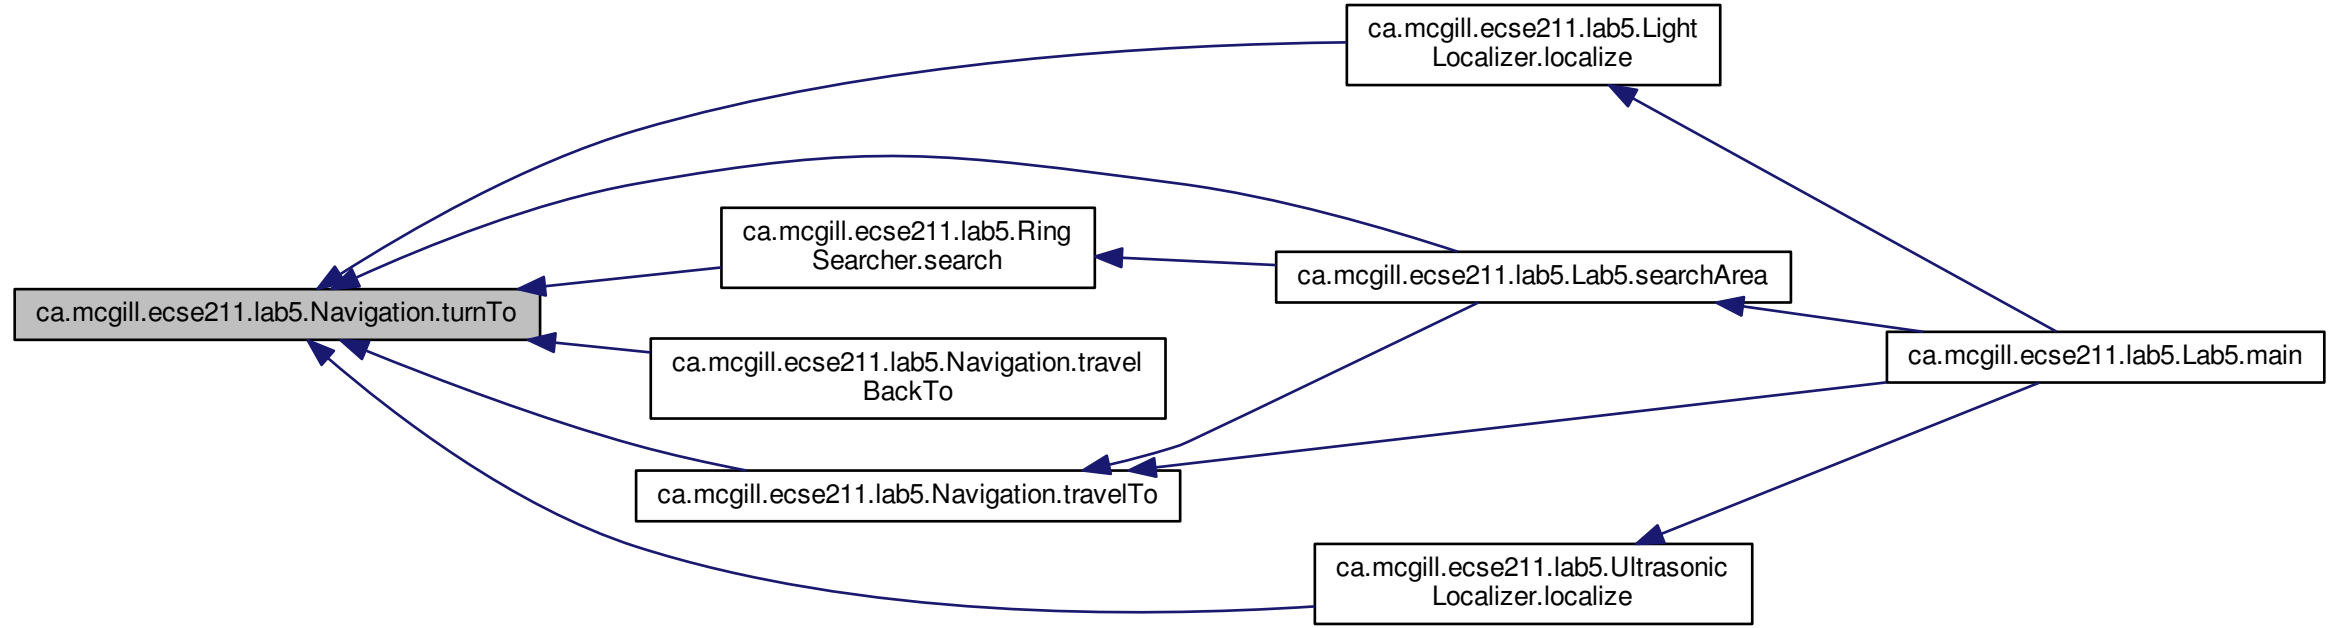 ca.mcgill.ecse211.lab5.Light
Localizer.localize
ca.mcgill.ecse211.lab5.Ring
Searcher.search
ca.mcgill.ecse211.lab5.Lab5.searchArea
ca.mcgill.ecse211.lab5.Navigation.turnTo
ca.mcgill.ecse211.lab5.Lab5.main
ca.mcgill.ecse211.lab5.Navigation.travel
BackTo
ca.mcgill.ecse211.lab5.Navigation.travelTo
ca.mcgill.ecse211.lab5.Ultrasonic
Localizer.localize